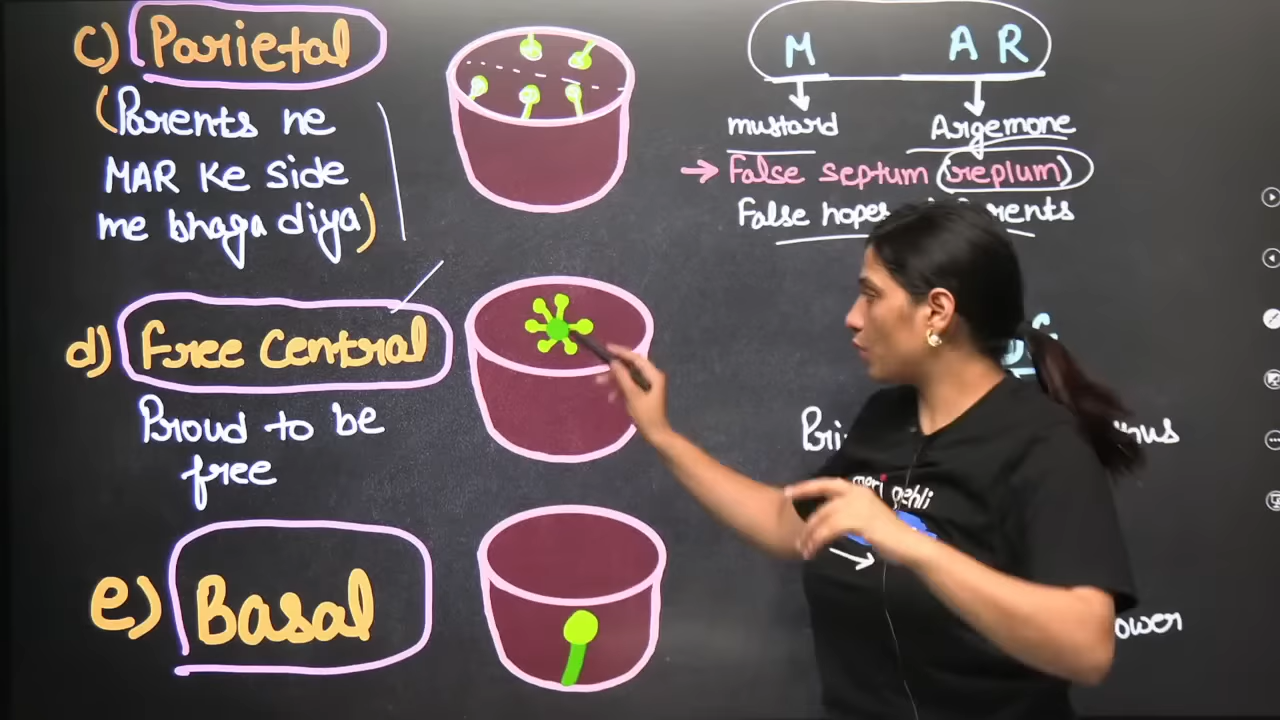 c) Parietal
(Parents ne
MAR Ke Side
me bhaga diya)
M A R
mustard Argemone
→ False septum (replum)
False hopes
d) Free Central
Proud to be
free
e) Basal